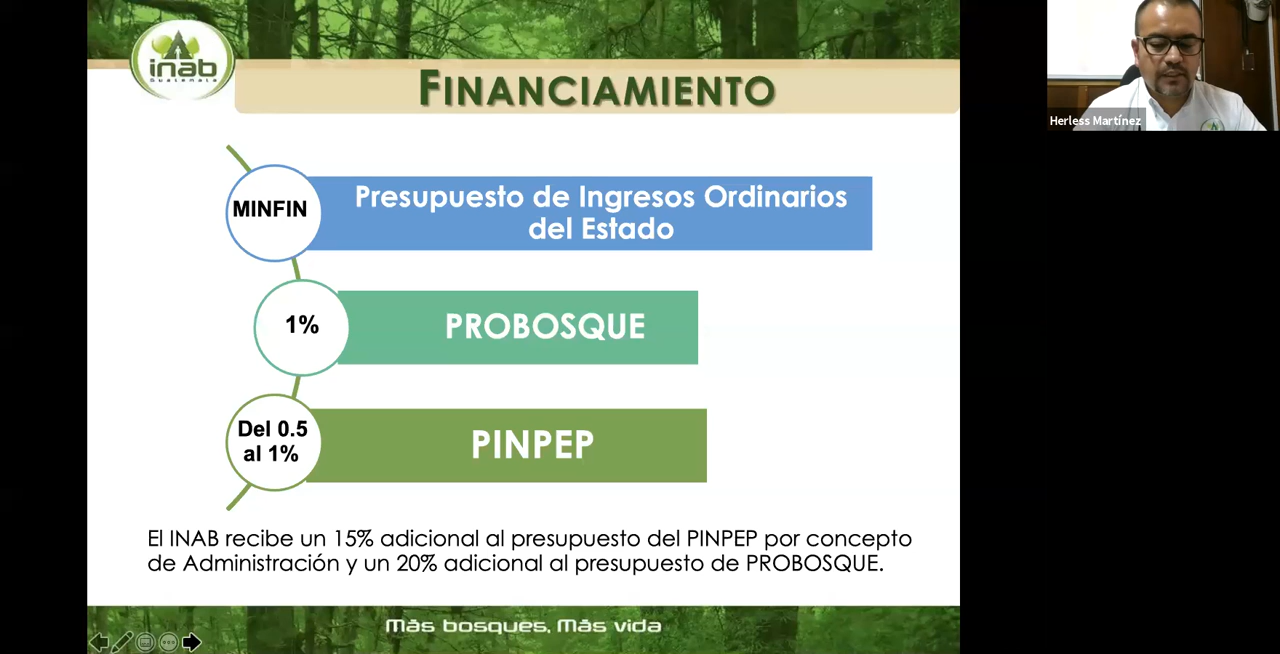 inab
Guatemala
FINANCIAMIENTO
Herless Martínez
MINFIN
Presupuesto de Ingresos Ordinarios
del Estado
1%
PROBOSQUE
Del 0.5
al 1%
PINPEP
El INAB recibe un 15% adicional al presupuesto del PINPEP por concepto
de Administración y un 20% adicional al presupuesto de PROBOSQUE.
Más bosques, Más vida